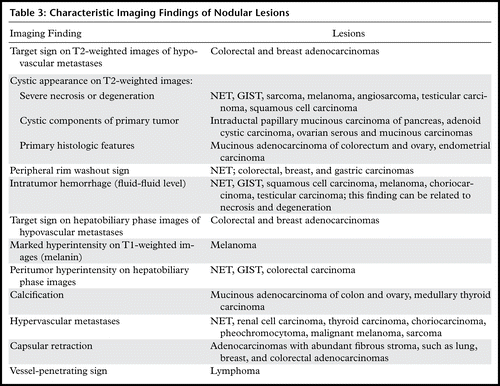 Table 3: Characteristic Imaging Findings of Nodular Lesions
Imaging Finding Lesions
Target sign on T2-weighted images of hypo- Colorectal and breast adenocarcinomas
vascular metastases
Cystic appearance on T2-weighted images:
Severe necrosis or degeneration NET, GIST, sarcoma, melanoma, angiosarcoma, testicular carci-
noma, squamous cell carcinoma
Cystic components of primary tumor Intraductal papillary mucinous carcinoma of pancreas, adenoid
cystic carcinoma, ovarian serous and mucinous carcinomas
Primary histologic features Mucinous adenocarcinoma of colorectum and ovary, endometrial
carcinoma
Peripheral rim washout sign NET; colorectal, breast, and gastric carcinomas
Intratumor hemorrhage (fluid-fluid level) NET, GIST, squamous cell carcinoma, melanoma, choriocar-
cinoma, testicular carcinoma; this finding can be related to
necrosis and degeneration
Target sign on hepatobiliary phase images of Colorectal and breast adenocarcinomas
hypovascular metastases
Marked hyperintensity on T1-weighted im- Melanoma
ages (melanin)
Peritumor hyperintensity on hepatobiliary NET, GIST, colorectal carcinoma
phase images
Calcification Mucinous adenocarcinoma of colon and ovary, medullary thyroid
carcinoma
Hypervascular metastases NET, renal cell carcinoma, thyroid carcinoma, choriocarcinoma,
pheochromocytoma, malignant melanoma, sarcoma
Capsular retraction Adenocarcinomas with abundant fibrous stroma, such as lung,
breast, and colorectal adenocarcinomas
Vessel-penetrating sign Lymphoma